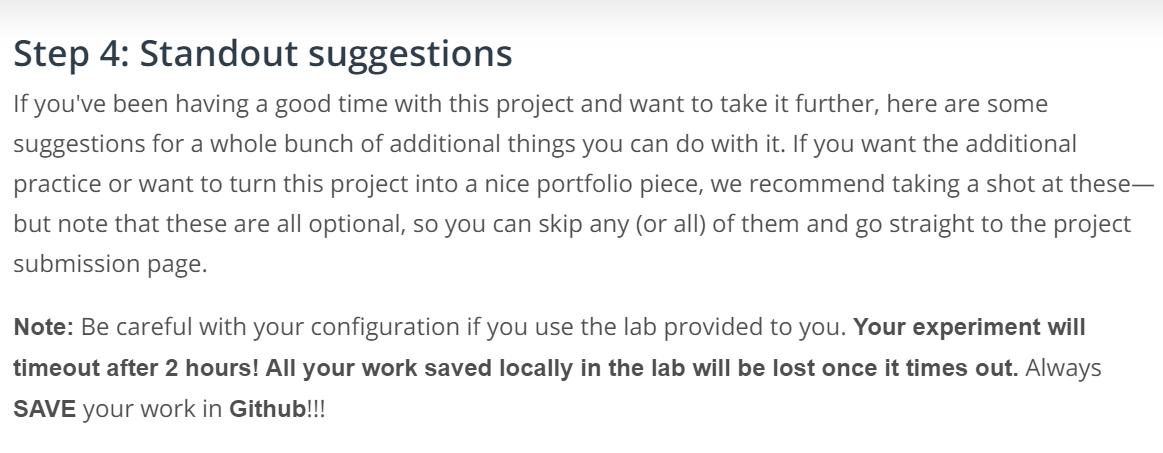 Step 4: Standout suggestions
If you've been having a good time with this project and want to take it further, here are some
suggestions for a whole bunch of additional things you can do with it. If you want the additional
practice or want to turn this project into a nice portfolio piece, we recommend taking a shot at these—
but note that these are all optional, so you can skip any (or all) of them and go straight to the project
submission page.
Note: Be careful with your configuration if you use the lab provided to you. Your experiment will
timeout after 2 hours! All your work saved locally in the lab will be lost once it times out. Always
SAVE your work in Github!!!